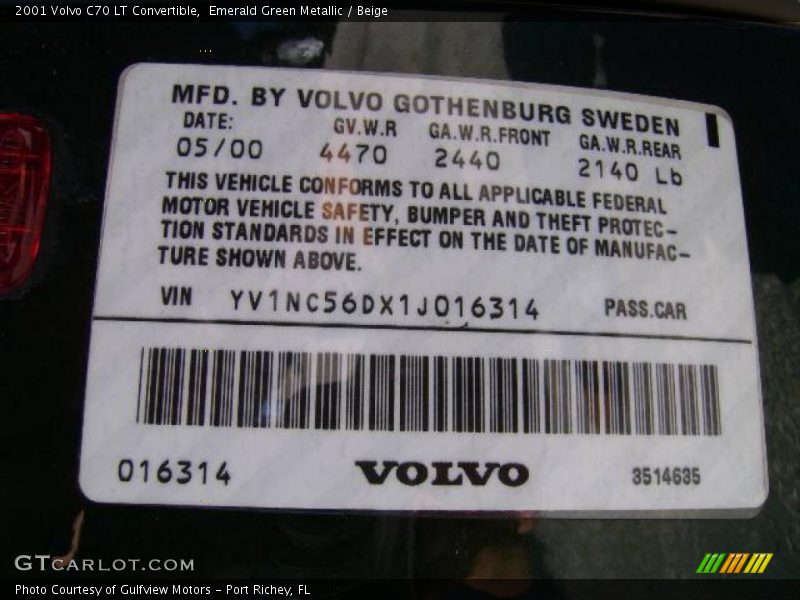 2001 Volvo C70 LT Convertible,  Emerald Green Metallic / Beige
MFD. BY VOLVO GOTHENBURG SWEDEN
DATE: GV.W.R GA.W.R.FRONT GA.W.R.REAR
05/00 4470 2440 2140 Lb
THIS VEHICLE CONFORMS TO ALL APPLICABLE FEDERAL
MOTOR VEHICLE SAFETY, BUMPER AND THEFT PROTEC-
TION STANDARDS IN EFFECT ON THE DATE OF MANUFAC-
TURE SHOWN ABOVE.
VIN YV1NC56DX1J016314 PASS.CAR
016314 VOLVO 3514635
GTCARLOT.COM
Photo Courtesy of Gulfview Motors - Port Richey, FL